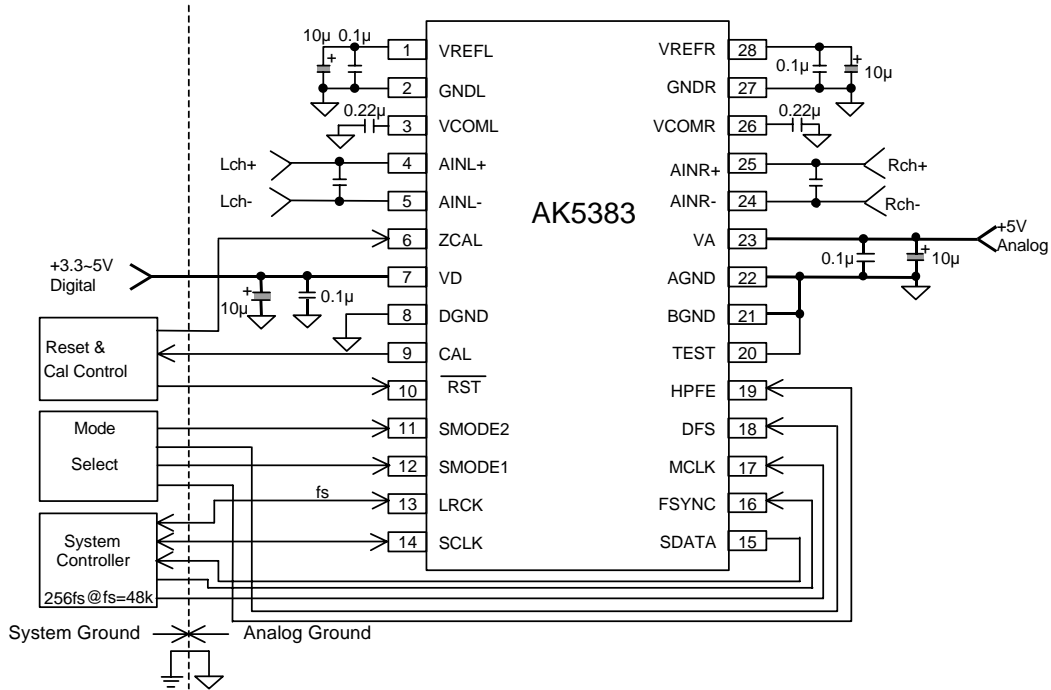 10µ 0.1µ
+
1 VREFL
2 GNDL
0.22µ
3 VCOML
Lch+
4 AINL+
Lch-
5 AINL-
6 ZCAL
+3.3~5V
Digital
7 VD
+
10µ
0.1µ
8 DGND
9 CAL
10 RST
11 SMODE2
12 SMODE1
fs
13 LRCK
14 SCLK
AK5383
VREFR 28
0.1µ
+
10µ
GNDR 27
0.22µ
VCOMR 26
AINR+ 25
Rch+
AINR- 24
Rch-
VA 23
+5V
Analog
0.1µ
+
10µ
AGND 22
BGND 21
TEST 20
HPFE 19
DFS 18
MCLK 17
FSYNC 16
SDATA 15
Reset &
Cal Control
Mode
Select
System
Controller
256fs@fs=48k
System Ground
Analog Ground